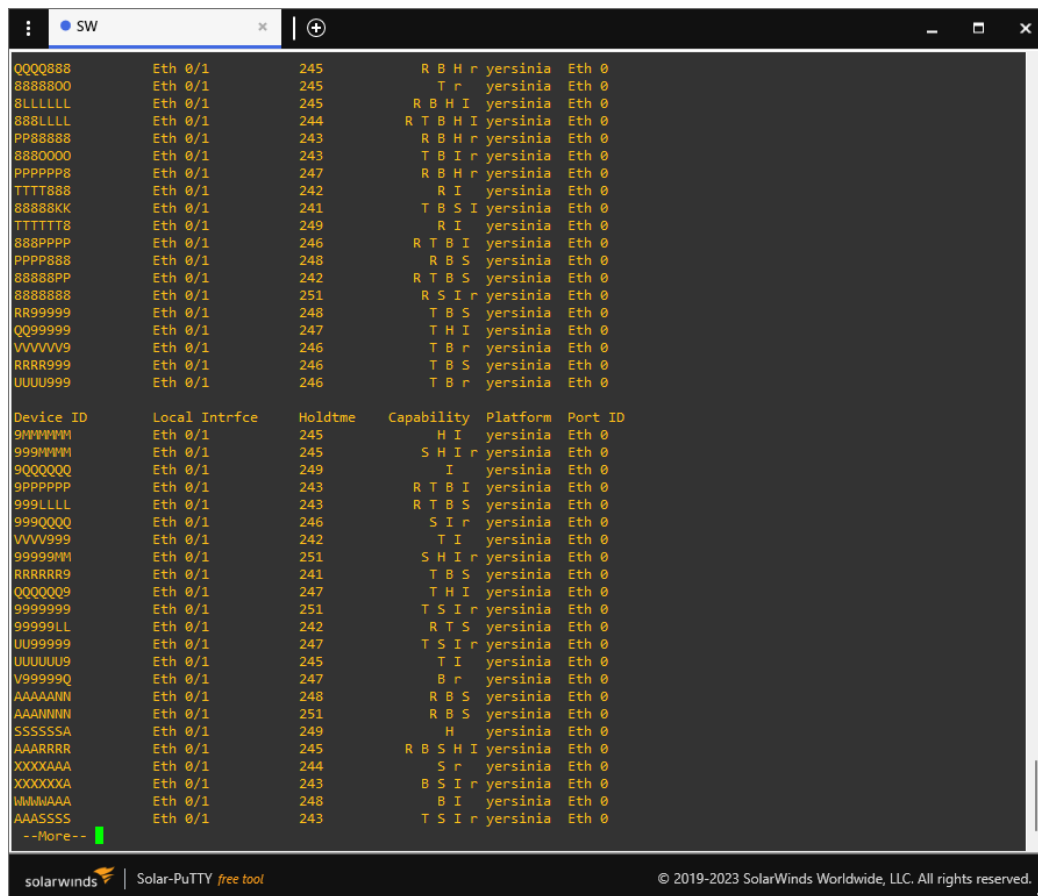 SW
QQQQ888 Eth 0/1 245 R B H r yersinia Eth 0
88888OO Eth 0/1 245 T r yersinia Eth 0
8LLLLLL Eth 0/1 245 R B H I yersinia Eth 0
888LLLL Eth 0/1 244 R T B H I yersinia Eth 0
PP88888 Eth 0/1 243 R B H r yersinia Eth 0
888OOOO Eth 0/1 243 T B I r yersinia Eth 0
PPPPPP8 Eth 0/1 247 R B H r yersinia Eth 0
TTTT888 Eth 0/1 242 R I yersinia Eth 0
88888KK Eth 0/1 241 T B S I yersinia Eth 0
TTTTTT8 Eth 0/1 249 R I yersinia Eth 0
888PPPP Eth 0/1 246 R T B I yersinia Eth 0
PPPP888 Eth 0/1 248 R B S yersinia Eth 0
88888PP Eth 0/1 242 R T B S yersinia Eth 0
8888888 Eth 0/1 251 R S I r yersinia Eth 0
RR99999 Eth 0/1 248 T B S yersinia Eth 0
QQ99999 Eth 0/1 247 T H I yersinia Eth 0
VVVVVV9 Eth 0/1 246 T B r yersinia Eth 0
RRRR999 Eth 0/1 246 T B S yersinia Eth 0
UUUU999 Eth 0/1 246 T B r yersinia Eth 0
Device ID Local Intrfce Holdtme Capability Platform Port ID
9MMMMMM Eth 0/1 245 H I yersinia Eth 0
999MMMM Eth 0/1 245 S H I r yersinia Eth 0
9QQQQQQ Eth 0/1 249 I yersinia Eth 0
9PPPPPP Eth 0/1 243 R T B I yersinia Eth 0
999LLLL Eth 0/1 243 R T B S yersinia Eth 0
999QQQQ Eth 0/1 246 S I r yersinia Eth 0
VVVV999 Eth 0/1 242 T I yersinia Eth 0
99999MM Eth 0/1 251 S H I r yersinia Eth 0
RRRRRR9 Eth 0/1 241 T B S yersinia Eth 0
QQQQQQ9 Eth 0/1 247 T H I yersinia Eth 0
9999999 Eth 0/1 251 T S I r yersinia Eth 0
99999LL Eth 0/1 242 R T S yersinia Eth 0
UU99999 Eth 0/1 247 T S I r yersinia Eth 0
UUUUUU9 Eth 0/1 245 T I yersinia Eth 0
V99999Q Eth 0/1 247 B r yersinia Eth 0
AAAAANN Eth 0/1 248 R B S yersinia Eth 0
AAANNNN Eth 0/1 251 R B S yersinia Eth 0
SSSSSSA Eth 0/1 249 H yersinia Eth 0
AAARRRR Eth 0/1 245 R B S H I yersinia Eth 0
XXXXAAA Eth 0/1 244 S r yersinia Eth 0
XXXXXXA Eth 0/1 243 B S I r yersinia Eth 0
WWWWAAA Eth 0/1 248 B I yersinia Eth 0
AAASSSS Eth 0/1 243 T S I r yersinia Eth 0
--More--
solarwinds Solar-PuTTY free tool © 2019-2023 SolarWinds Worldwide, LLC. All rights reserved.